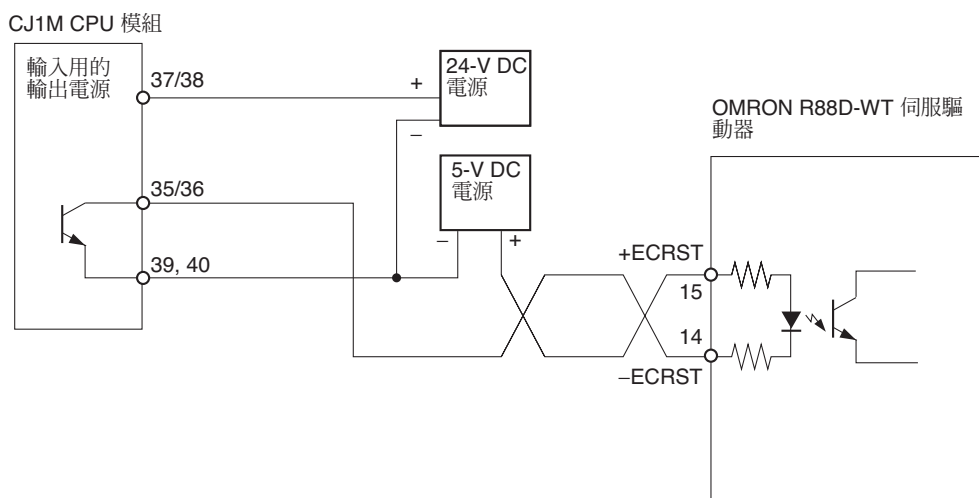 CJ1M CPU 模組
輸入用的
輸出電源
37/38
+
24-V DC
電源
−
OMRON R88D-WT 伺服驅
動器
35/36
5-V DC
電源
−
+
39, 40
+ECRST
15
14
−ECRST